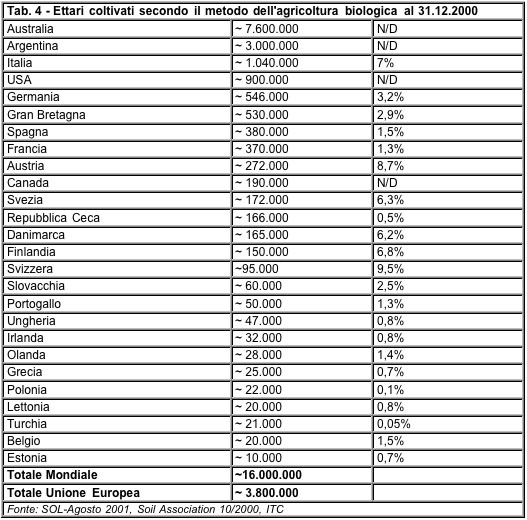 Tab. 4 - Ettari coltivati secondo il metodo dell'agricoltura biologica al 31.12.2000
Australia ~ 7.600.000 N/D
Argentina ~ 3.000.000 N/D
Italia ~ 1.040.000 7%
USA ~ 900.000 N/D
Germania ~ 546.000 3,2%
Gran Bretagna ~ 530.000 2,9%
Spagna ~ 380.000 1,5%
Francia ~ 370.000 1,3%
Austria ~ 272.000 8,7%
Canada ~ 190.000 N/D
Svezia ~ 172.000 6,3%
Repubblica Ceca ~ 166.000 0,5%
Danimarca ~ 165.000 6,2%
Finlandia ~ 150.000 6,8%
Svizzera ~95.000 9,5%
Slovacchia ~ 60.000 2,5%
Portogallo ~ 50.000 1,3%
Ungheria ~ 47.000 0,8%
Irlanda ~ 32.000 0,8%
Olanda ~ 28.000 1,4%
Grecia ~ 25.000 0,7%
Polonia ~ 22.000 0,1%
Lettonia ~ 20.000 0,8%
Turchia ~ 21.000 0,05%
Belgio ~ 20.000 1,5%
Estonia ~ 10.000 0,7%
Totale Mondiale ~16.000.000
Totale Unione Europea ~ 3.800.000
Fonte: SOL-Agosto 2001, Soil Association 10/2000, ITC